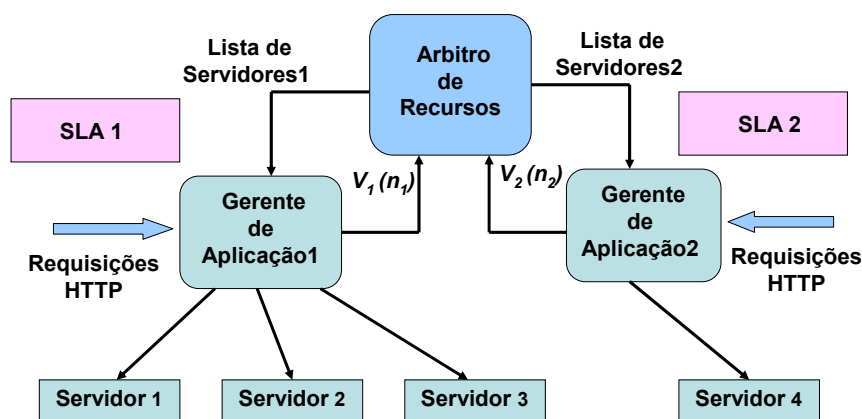 Lista de
Servidores1
Arbitro
de
Recursos
Lista de
Servidores2
SLA 1
SLA 2
V1 (n1)
V2 (n2)
Gerente
de
Aplicação1
Gerente
de
Aplicação2
Requisições
HTTP
Requisições
HTTP
Servidor 1
Servidor 2
Servidor 3
Servidor 4